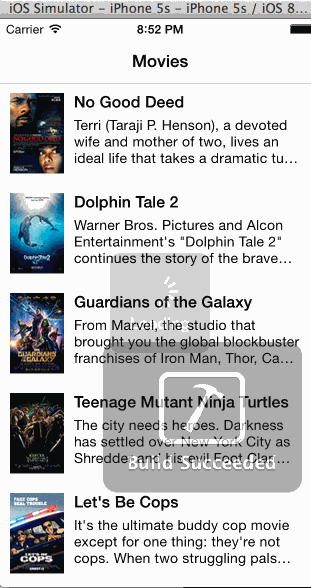 iOS Simulator – iPhone 5s – iPhone 5s / iOS 8...
Carrier 8:52 PM
Movies
No Good Deed
Terri (Taraji P. Henson), a devoted
wife and mother of two, lives an
ideal life that takes a dramatic tu...
Dolphin Tale 2
Warner Bros. Pictures and Alcon
Entertainment's "Dolphin Tale 2"
continues the story of the brave...
Loading
Guardians of the Galaxy
From Marvel, the studio that
brought you the global blockbuster
franchises of Iron Man, Thor, Ca...
Teenage Mutant Ninja Turtles
The city needs heroes. Darkness
has settled over New York City as
Shredder and his evil Foot Clan...
Build Succeeded
Let's Be Cops
It's the ultimate buddy cop movie
except for one thing: they're not
cops. When two struggling pals...